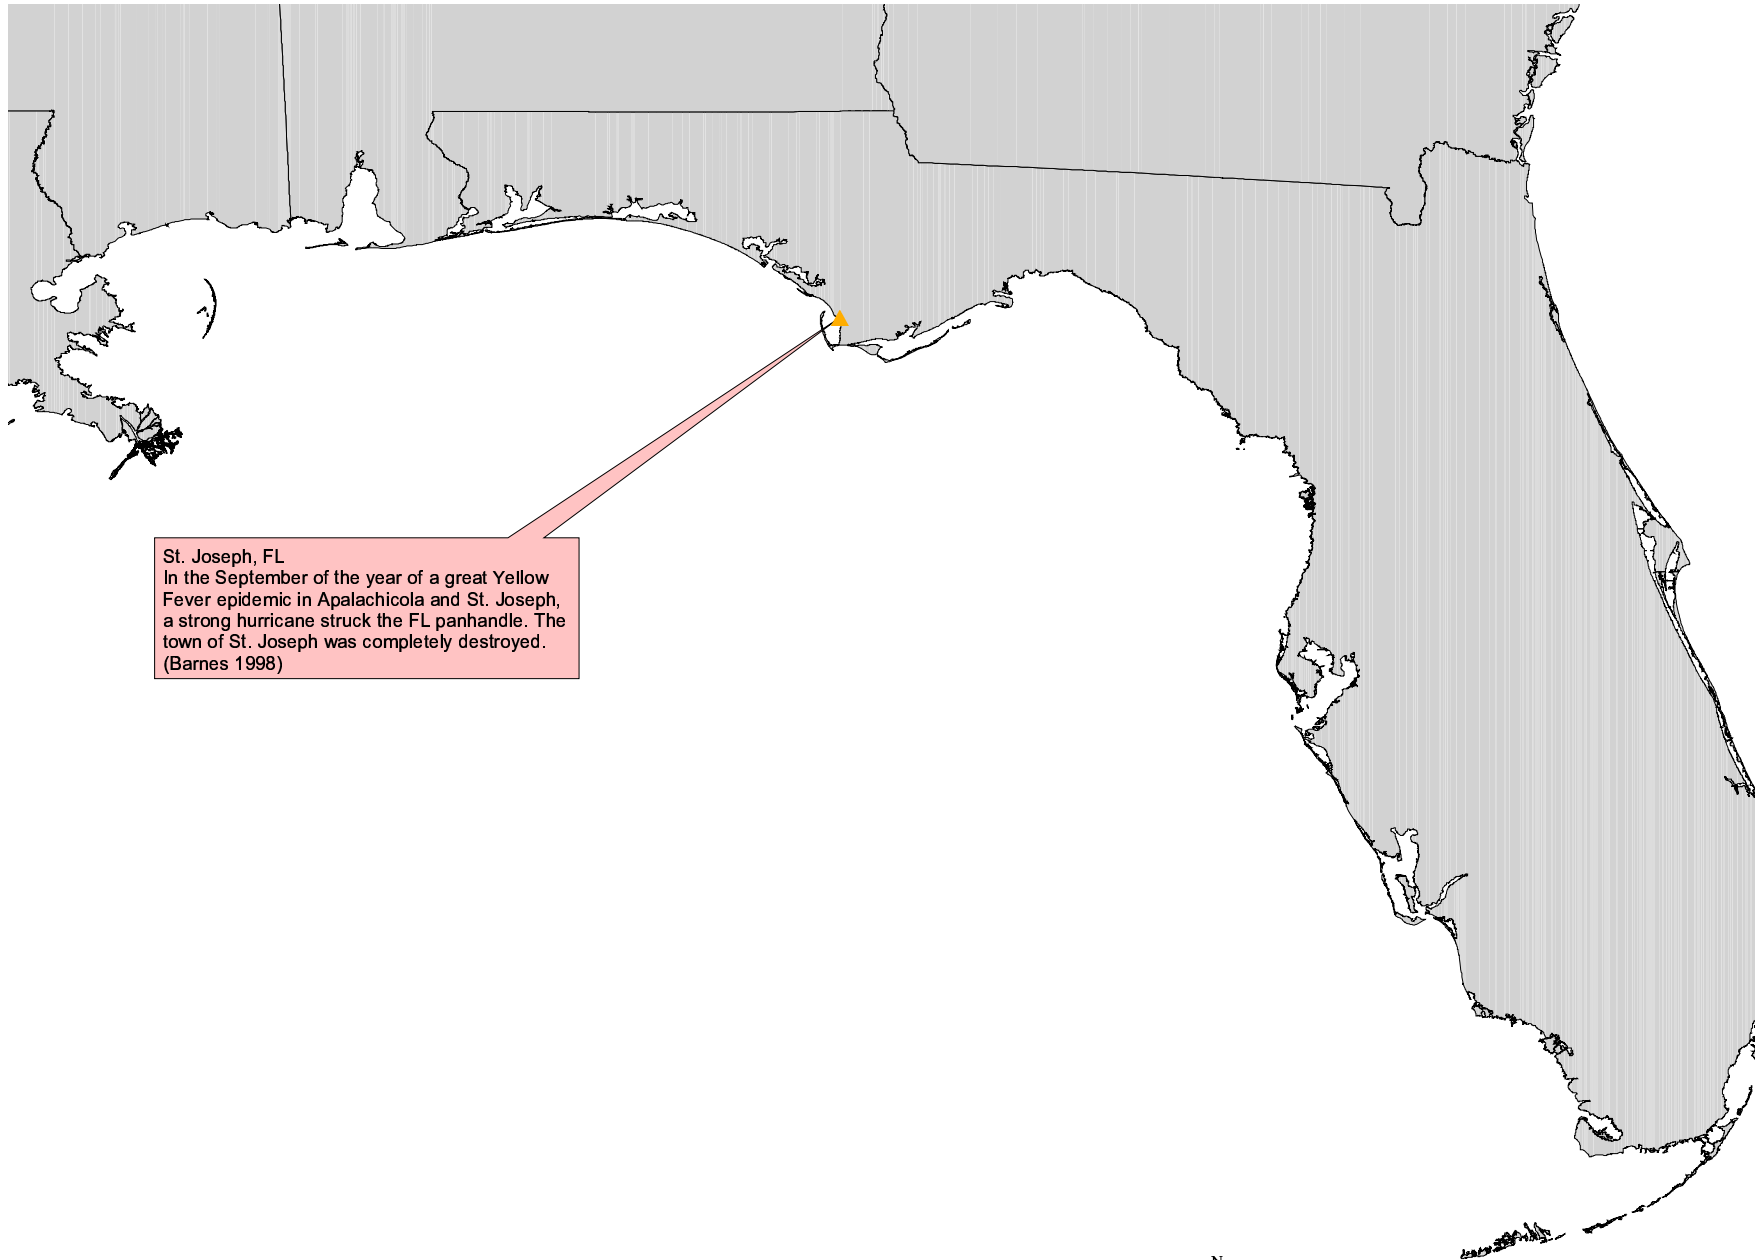 St. Joseph, FL
In the September of the year of a great Yellow
Fever epidemic in Apalachicola and St. Joseph,
a strong hurricane struck the FL panhandle. The
town of St. Joseph was completely destroyed.
(Barnes 1998)
N